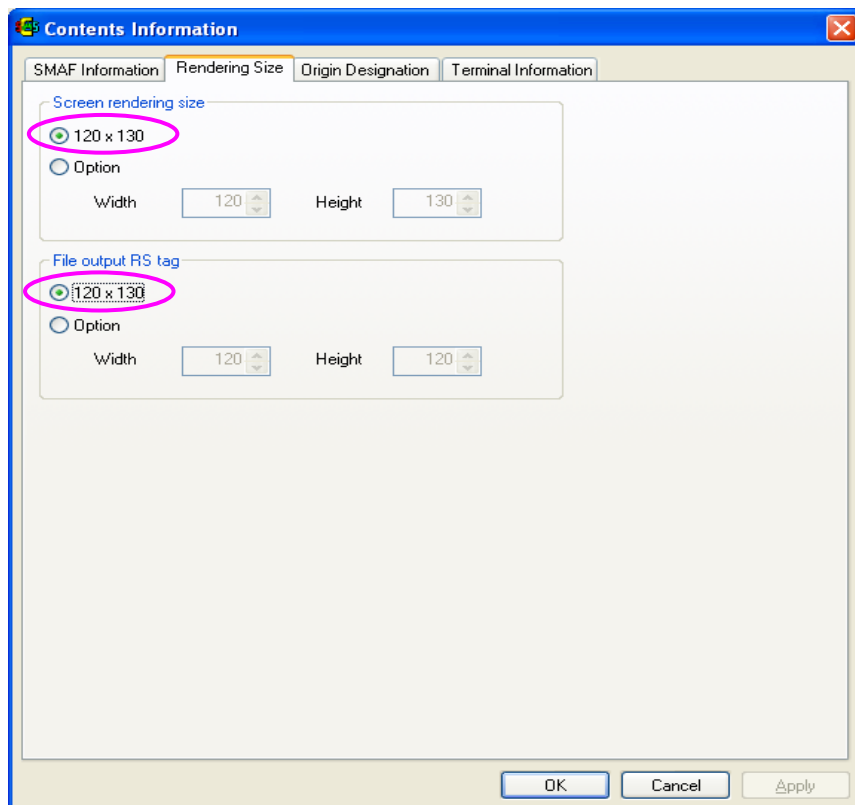 Contents Information
SMAF Information Rendering Size Origin Designation Terminal Information
Screen rendering size
120 x 130
Option
Width 120 Height 130
File output RS tag
120 x 130
Option
Width 120 Height 120
OK Cancel Apply